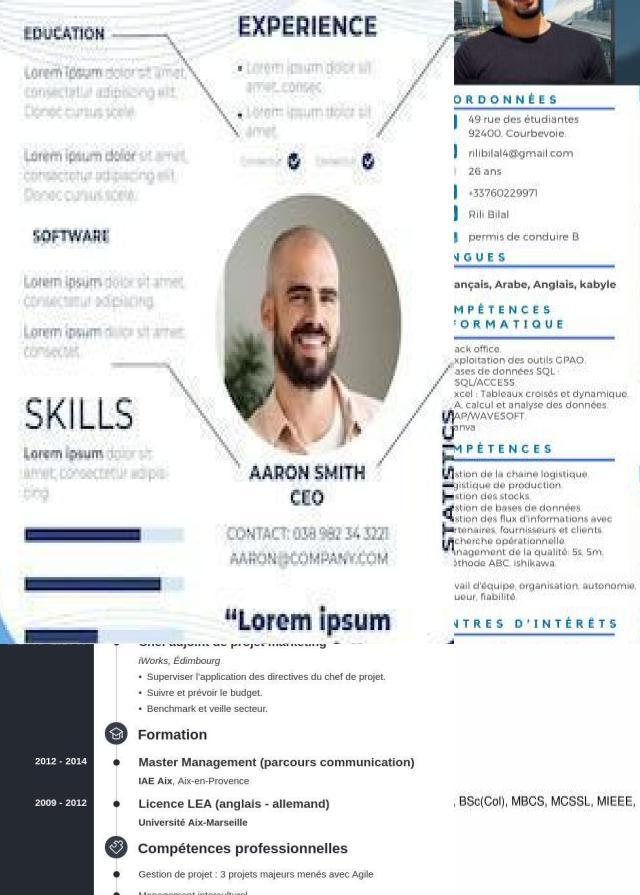 EDUCATION
Lorem ipsum dolor sit amet,
consectetur adipiscing elit.
Donec cursus scele.
Lorem ipsum dolor sit amet,
consectetur adipiscing elit.
Donec cursus scele.
SOFTWARE
Lorem ipsum dolor sit amet,
consectetur adipiscing.
Lorem ipsum dolor sit amet,
consectet.
SKILLS
Lorem ipsum dolor sit
amet, consectetur adipis-
cing.
EXPERIENCE
• Lorem ipsum dolor sit
amet, consec.
• Lorem ipsum dolor sit
amet.
AARON SMITH
CEO
CONTACT: 038 982 34 3221
AARON@COMPANY.COM
“Lorem ipsum
STATISTICS
ORDONNÉES
49 rue des étudiantes
92400. Courbevoie.
rilibilal4@gmail.com
26 ans
+33760229971
Rili Bilal
permis de conduire B
NGUES
ançais, Arabe, Anglais, kabyle
MPÉTENCES
FORMATIQUE
ack office.
xploitation des outils GPAO.
ases de données SQL :
SQL/ACCESS
xcel : Tableaux croisés et dynamique.
A, calcul et analyse des données.
AP/WAVESOFT.
anva
MPÉTENCES
stion de la chaine logistique.
gistique de production.
stion des stocks.
stion de bases de données
stion des flux d'informations avec
rtenaires, fournisseurs et clients.
cherche opérationnelle
nagement de la qualité: 5s, 5m,
éthode ABC, ishikawa.
vail d'équipe, organisation, autonomie,
ueur, fiabilité.
NTRES D'INTÉRÊTS
Chef adjoint de projet marketing
iWorks, Édimbourg
• Superviser l'application des directives du chef de projet.
• Suivre et prévoir le budget.
• Benchmark et veille secteur.
Formation
2012 - 2014 Master Management (parcours communication)
IAE Aix, Aix-en-Provence
2009 - 2012 Licence LEA (anglais - allemand)
Université Aix-Marseille
Compétences professionnelles
Gestion de projet : 3 projets majeurs menés avec Agile
Management interculturel
, BSc(Col), MBCS, MCSSL, MIEEE,